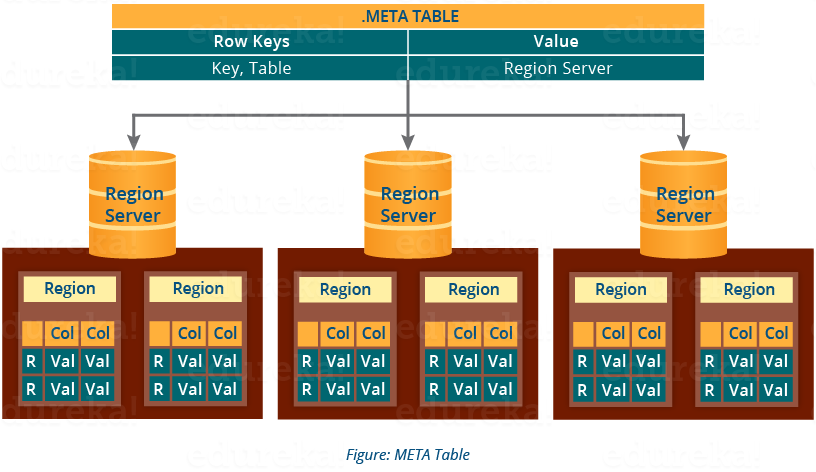 .META TABLE
Row Keys Value
Key, Table Region Server
Region Server
Region Server
Region Server
Region Region Region Region Region Region
Col Col Col Col Col Col Col Col Col Col Col Col
R Val Val R Val Val R Val Val R Val Val R Val Val R Val Val
R Val Val R Val Val R Val Val R Val Val R Val Val R Val Val
Figure: META Table
edureka!